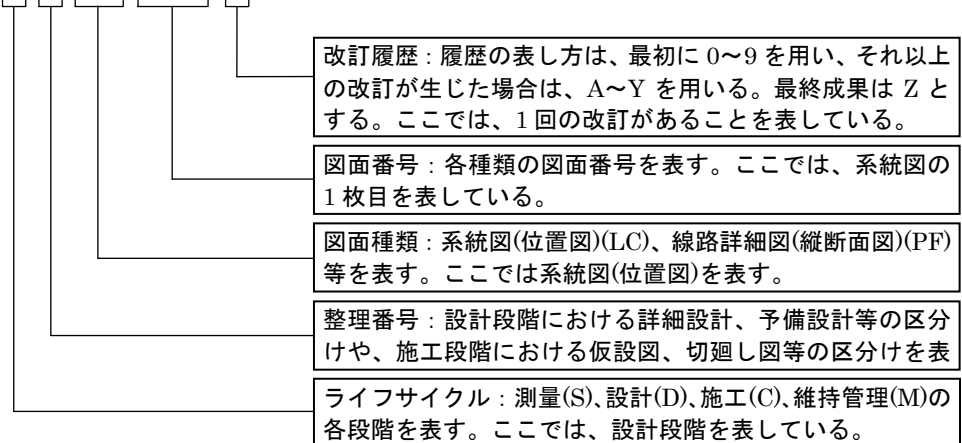 改訂履歴：履歴の表し方は、最初に 0～9 を用い、それ以上
の改訂が生じた場合は、A～Y を用いる。最終成果は Z と
する。ここでは、1 回の改訂があることを表している。
図面番号：各種類の図面番号を表す。ここでは、系統図の
1 枚目を表している。
図面種類：系統図(位置図)(LC)、線路詳細図(縦断面図)(PF)
等を表す。ここでは系統図(位置図)を表す。
整理番号：設計段階における詳細設計、予備設計等の区分
けや、施工段階における仮設図、切廻し図等の区分けを表
ライフサイクル：測量(S)､設計(D)､施工(C)､維持管理(M)の
各段階を表す。ここでは、設計段階を表している。